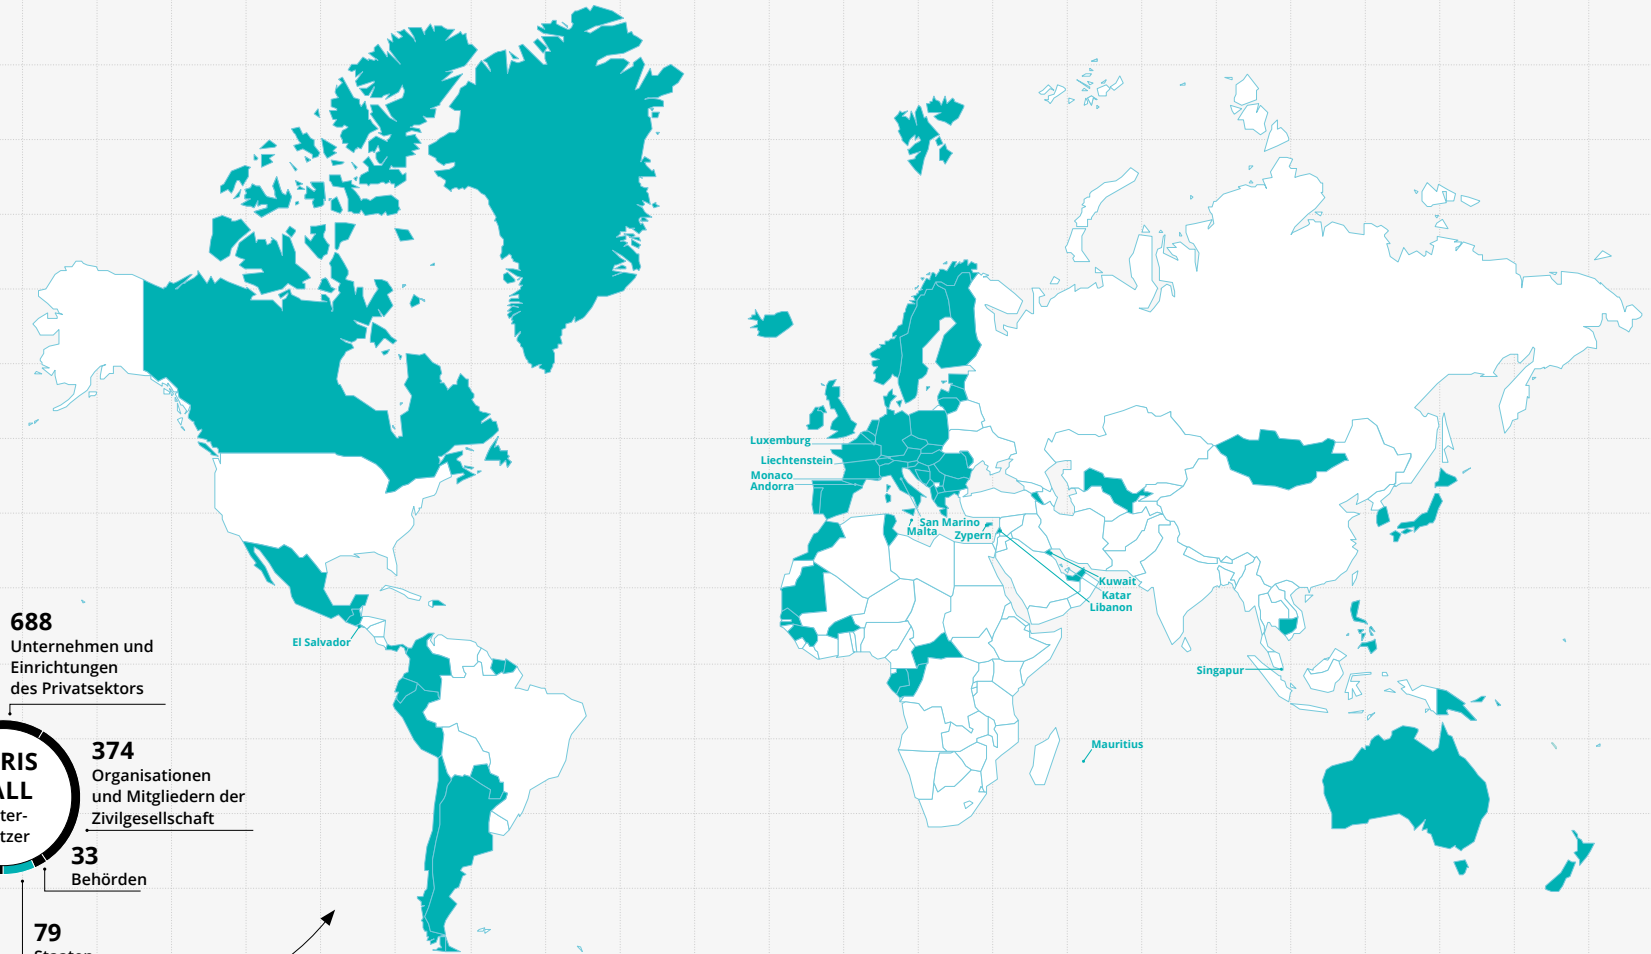 Luxemburg
Liechtenstein
Monaco
Andorra
San Marino
Malta
Zypern
Kuwait
Katar
Libanon
El Salvador
Singapur
Mauritius
688
Unternehmen und
Einrichtungen
des Privatsektors
RIS
ALL
ter-
tzer
374
Organisationen
und Mitgliedern der
Zivilgesellschaft
33
Behörden
79
Staaten